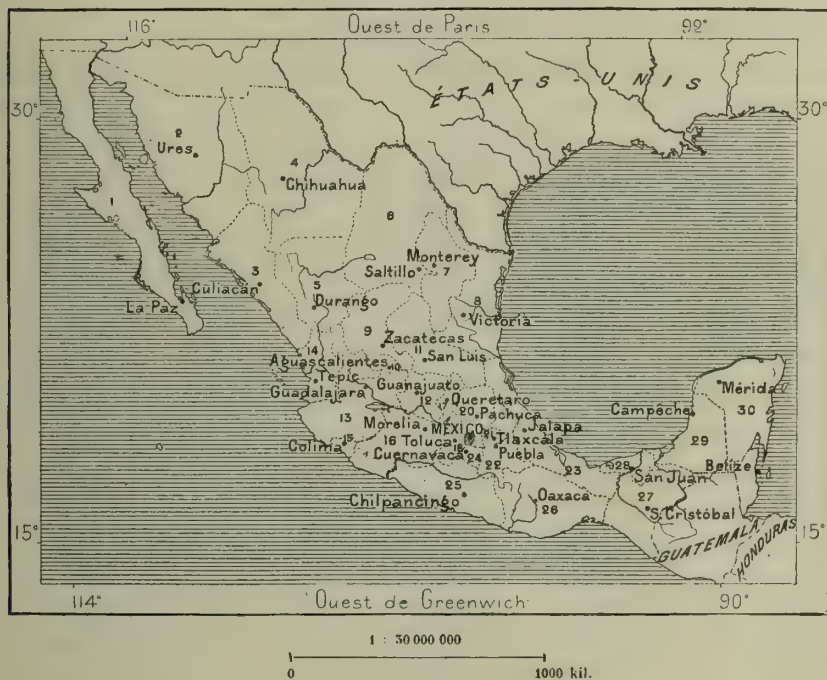 116° Ouest de Paris 92°
ÉTATS-UNIS
30° 30°
2
Ures
4
Chihuahua
1
6
Monterey
3
Saltillo 7
Culiacán
5
La Paz
Durango
8
Victoria
9
Zacatecas
14
11
San Luis
Aguascalientes 10
Tepic
Mérida
Guanajuato
Guadalajara
12 Queretaro
30
20 Pachuca
Campêche
13
Morelia
MÉXICO
Jalapa
29
15
16 Toluca
Tlaxcala
Colima
Puebla
Belize
Cuernavaca
24
23
28
San Juan
22
25
27
Chilpancingo
Oaxaca
26
S. Cristóbal
GUATEMALA
15° 15°
HONDURAS
114° Ouest de Greenwich 90°
1 : 30 000 000
0 1000 kil.